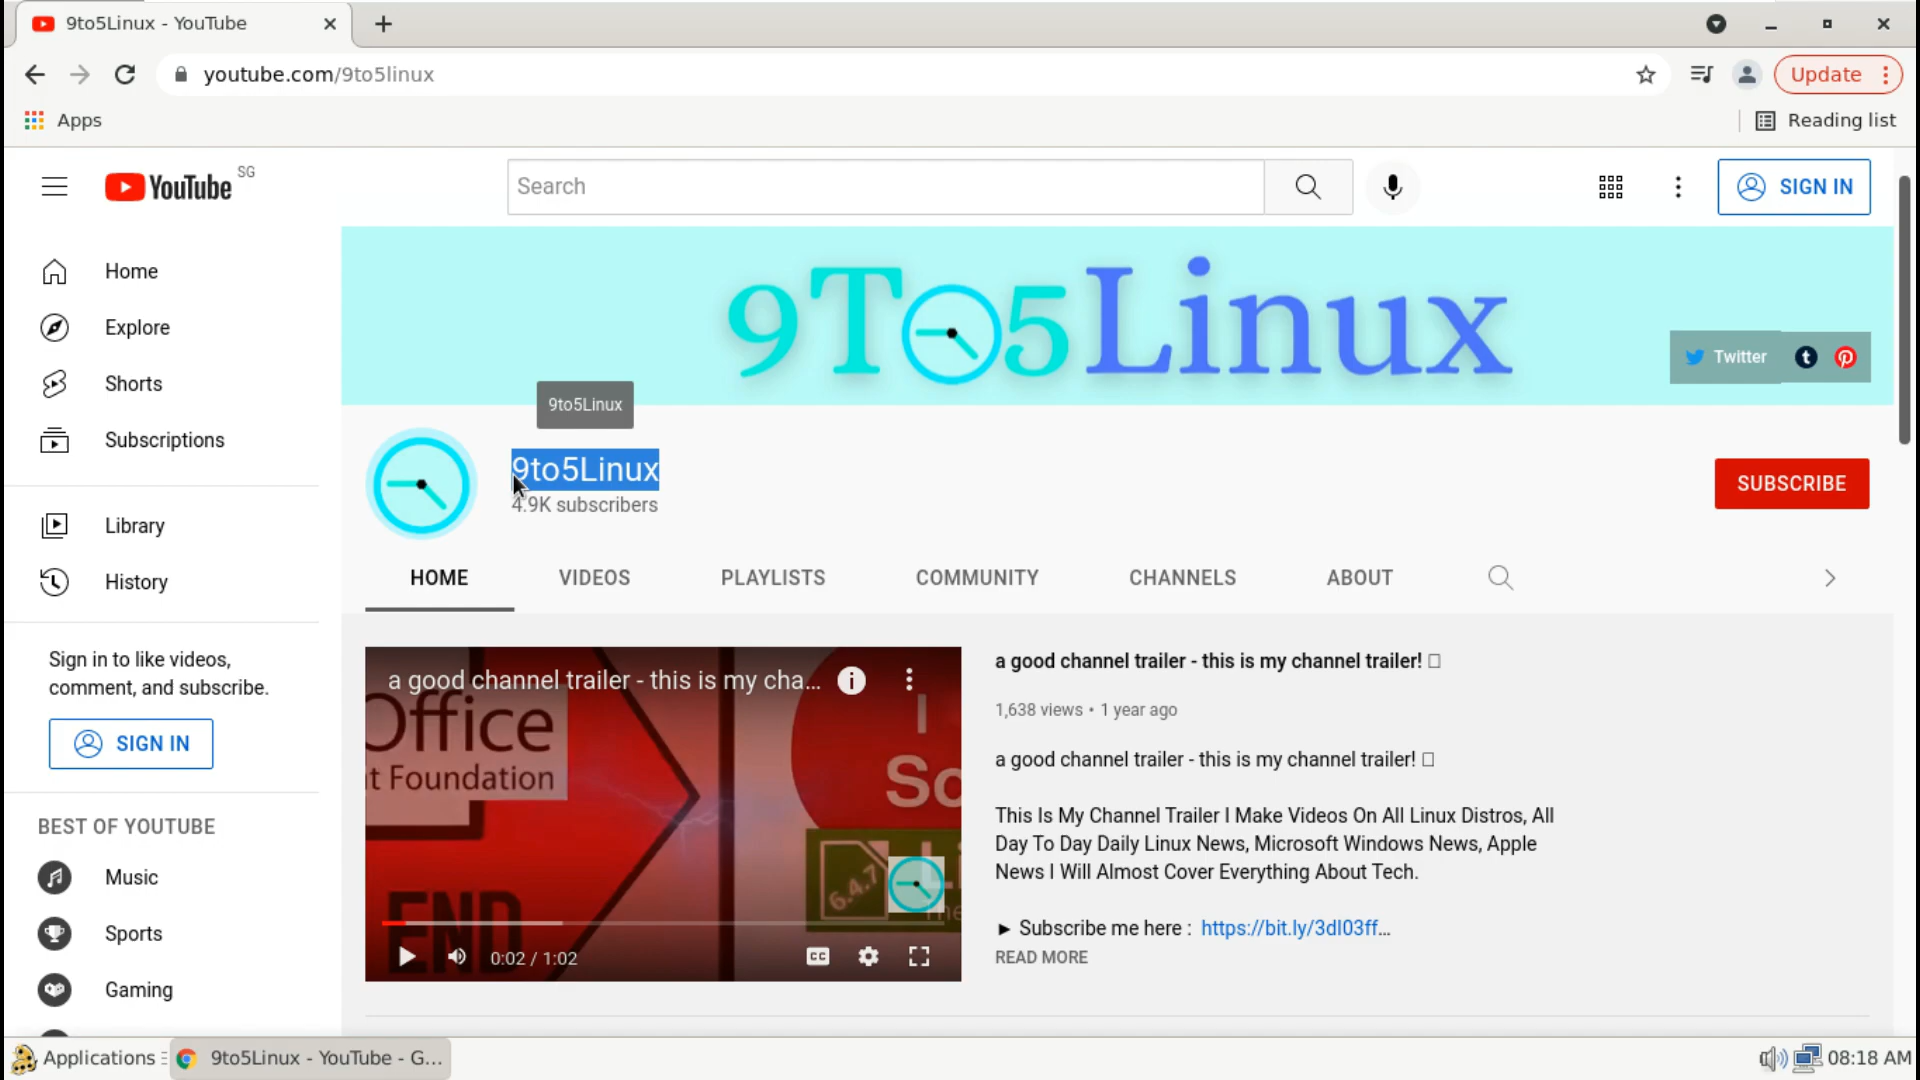 9to5Linux - YouTube
youtube.com/9to5linux
Update
Apps
Reading list
YouTube SG
Search
SIGN IN
Home
Explore
Shorts
Subscriptions
Library
History
Sign in to like videos,
comment, and subscribe.
SIGN IN
BEST OF YOUTUBE
Music
Sports
Gaming
9To5Linux
Twitter
9to5Linux
9to5Linux
4.9K subscribers
SUBSCRIBE
HOME
VIDEOS
PLAYLISTS
COMMUNITY
CHANNELS
ABOUT
a good channel trailer - this is my cha...
Office
t Foundation
END
6.4.7
0:02 / 1:02
CC
a good channel trailer - this is my channel trailer!
1,638 views • 1 year ago
a good channel trailer - this is my channel trailer!
This Is My Channel Trailer I Make Videos On All Linux Distros, All
Day To Day Daily Linux News, Microsoft Windows News, Apple
News I Will Almost Cover Everything About Tech.
► Subscribe me here : https://bit.ly/3dI03ff...
READ MORE
Applications
9to5Linux - YouTube - G...
08:18 AM